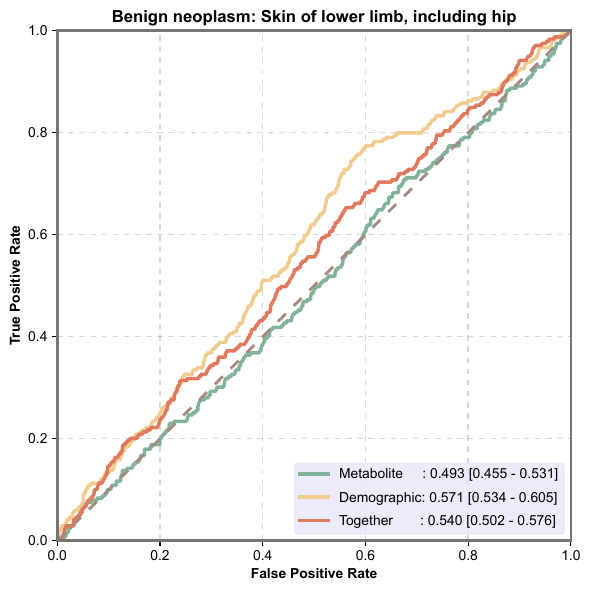 Benign neoplasm: Skin of lower limb, including hip
True Positive Rate
1.0
0.8
0.6
0.4
0.2
0.0
Metabolite : 0.493 [0.455 - 0.531]
Demographic: 0.571 [0.534 - 0.605]
Together : 0.540 [0.502 - 0.576]
0.0 0.2 0.4 0.6 0.8 1.0
False Positive Rate